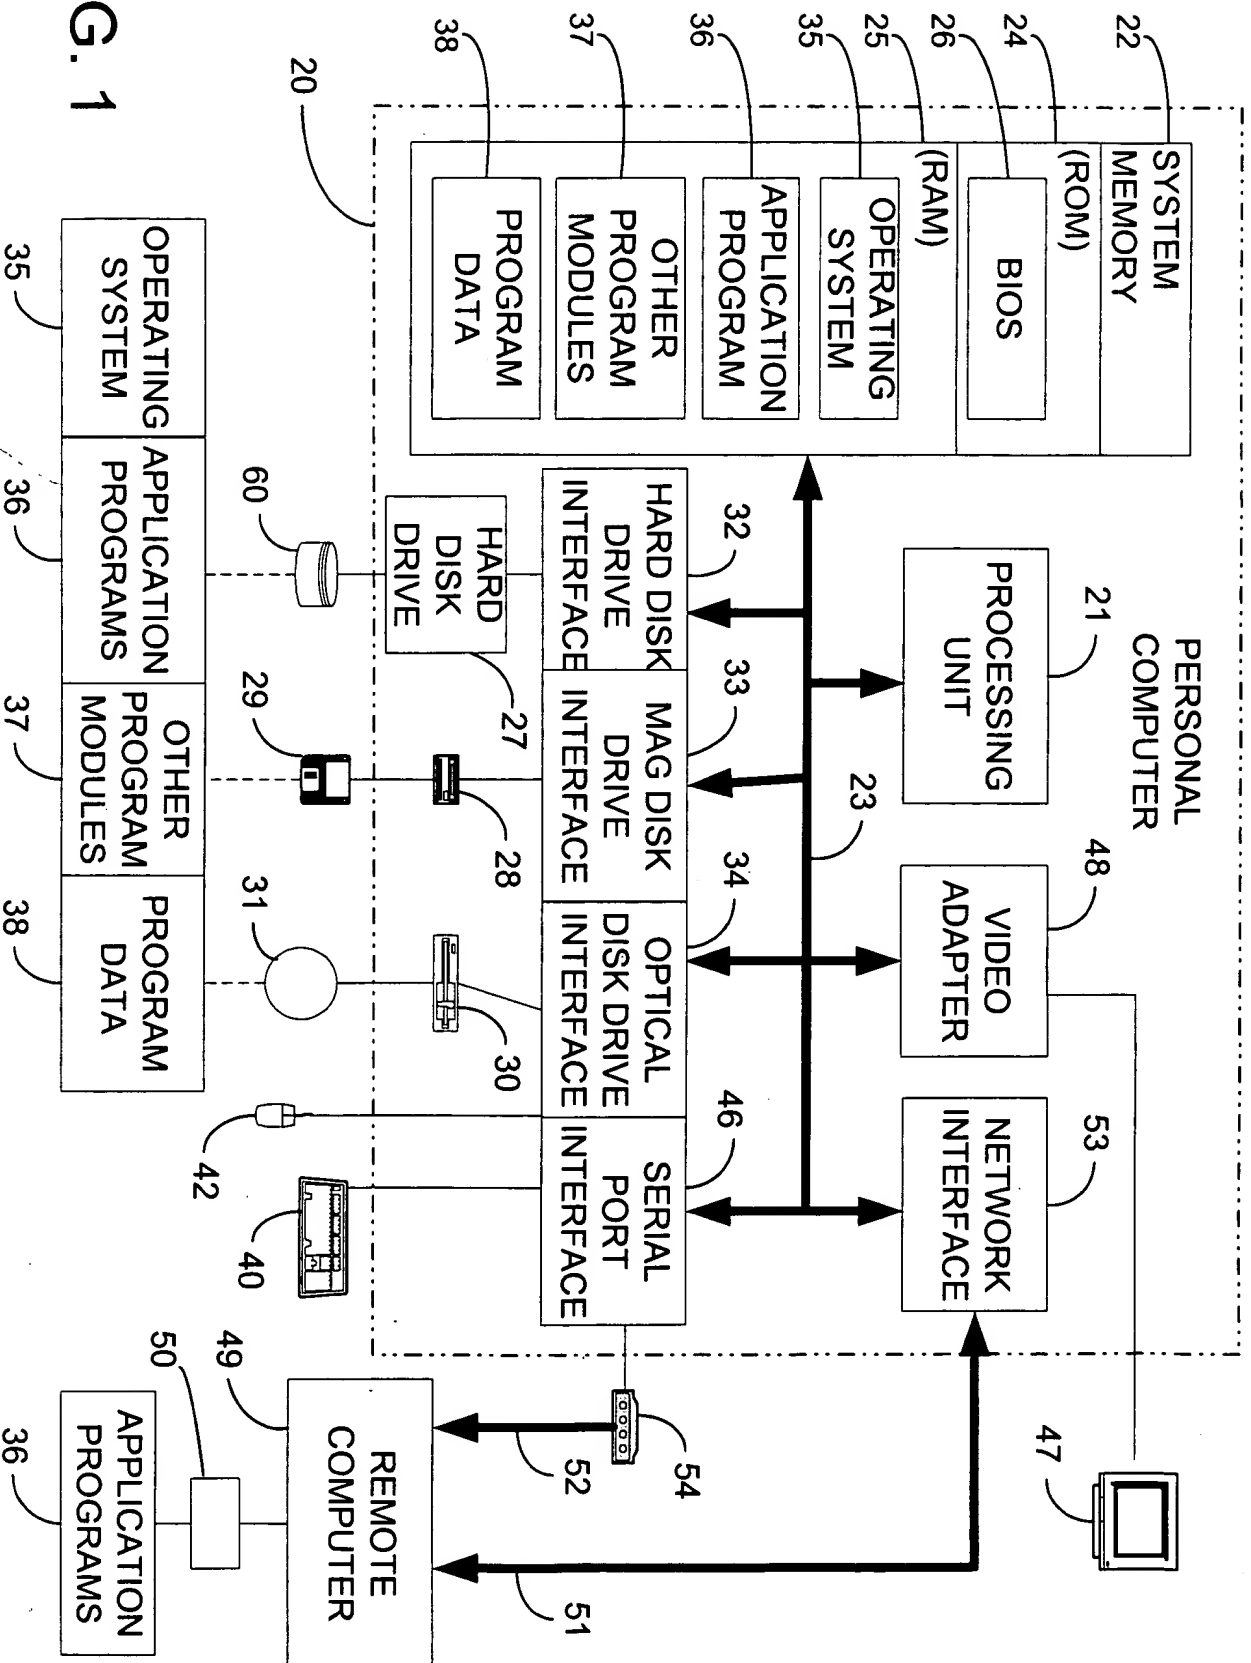 PERSONAL
COMPUTER
20
22
SYSTEM
MEMORY
24
(ROM)
26
BIOS
25
(RAM)
35
OPERATING
SYSTEM
36
APPLICATION
PROGRAM
37
OTHER
PROGRAM
MODULES
38
PROGRAM
DATA
21
PROCESSING
UNIT
48
VIDEO
ADAPTER
53
NETWORK
INTERFACE
47
23
32
HARD DISK
DRIVE
INTERFACE
33
MAG DISK
DRIVE
INTERFACE
34
OPTICAL
DISK DRIVE
INTERFACE
46
SERIAL
PORT
INTERFACE
54
HARD
DISK
DRIVE
27
28
30
52
51
60
29
31
42
40
49
REMOTE
COMPUTER
50
OPERATING
SYSTEM
35
APPLICATION
PROGRAMS
36
OTHER
PROGRAM
MODULES
37
PROGRAM
DATA
38
APPLICATION
PROGRAMS
36
G. 1